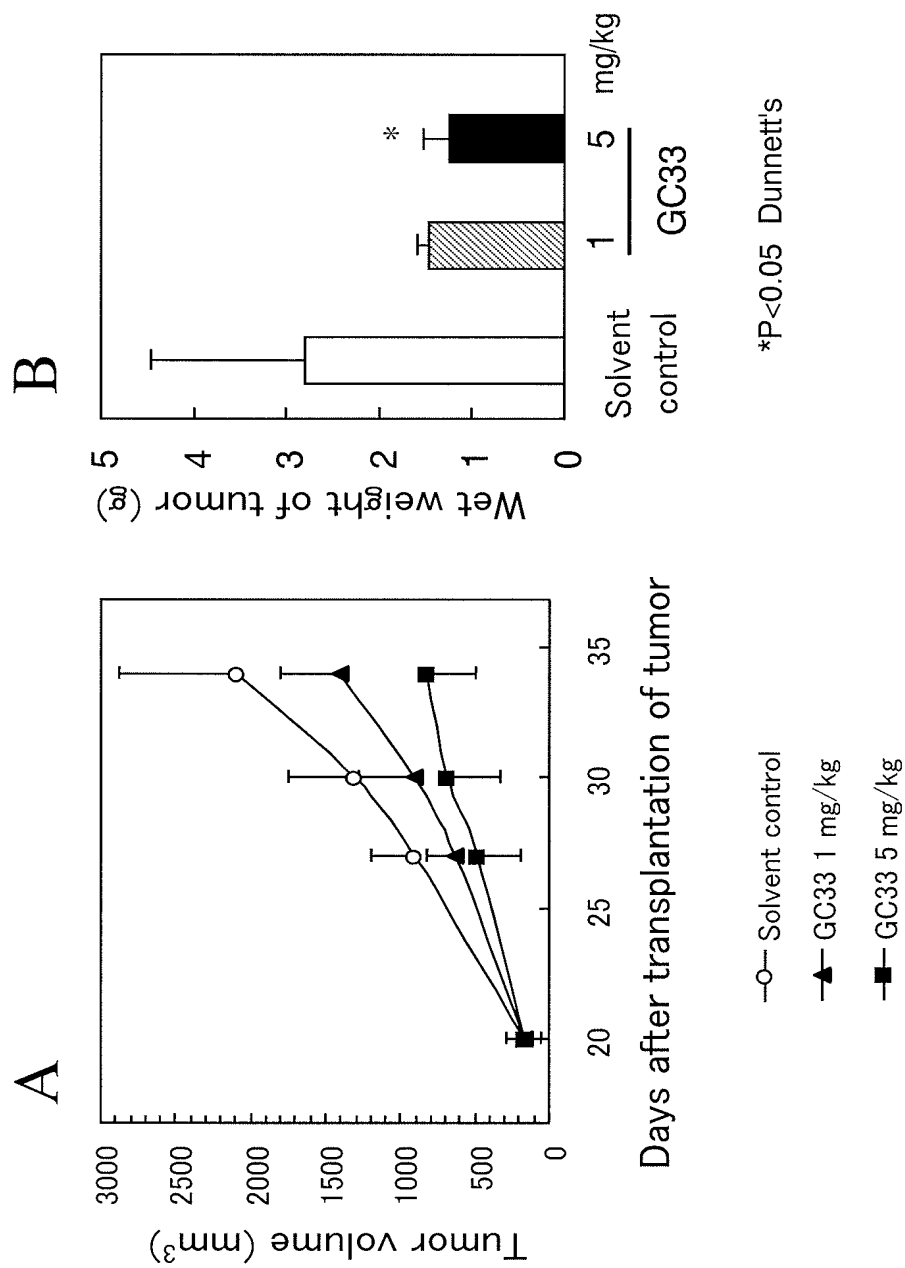 A
Tumor volume (mm³)
3000
2500
2000
1500
1000
500
0
20
25
30
35
Days after transplantation of tumor
Solvent control
GC33 1 mg/kg
GC33 5 mg/kg
B
Wet weight of tumor (g)
5
4
3
2
1
0
*
Solvent
control
1
5
mg/kg
GC33
*P<0.05 Dunnett's